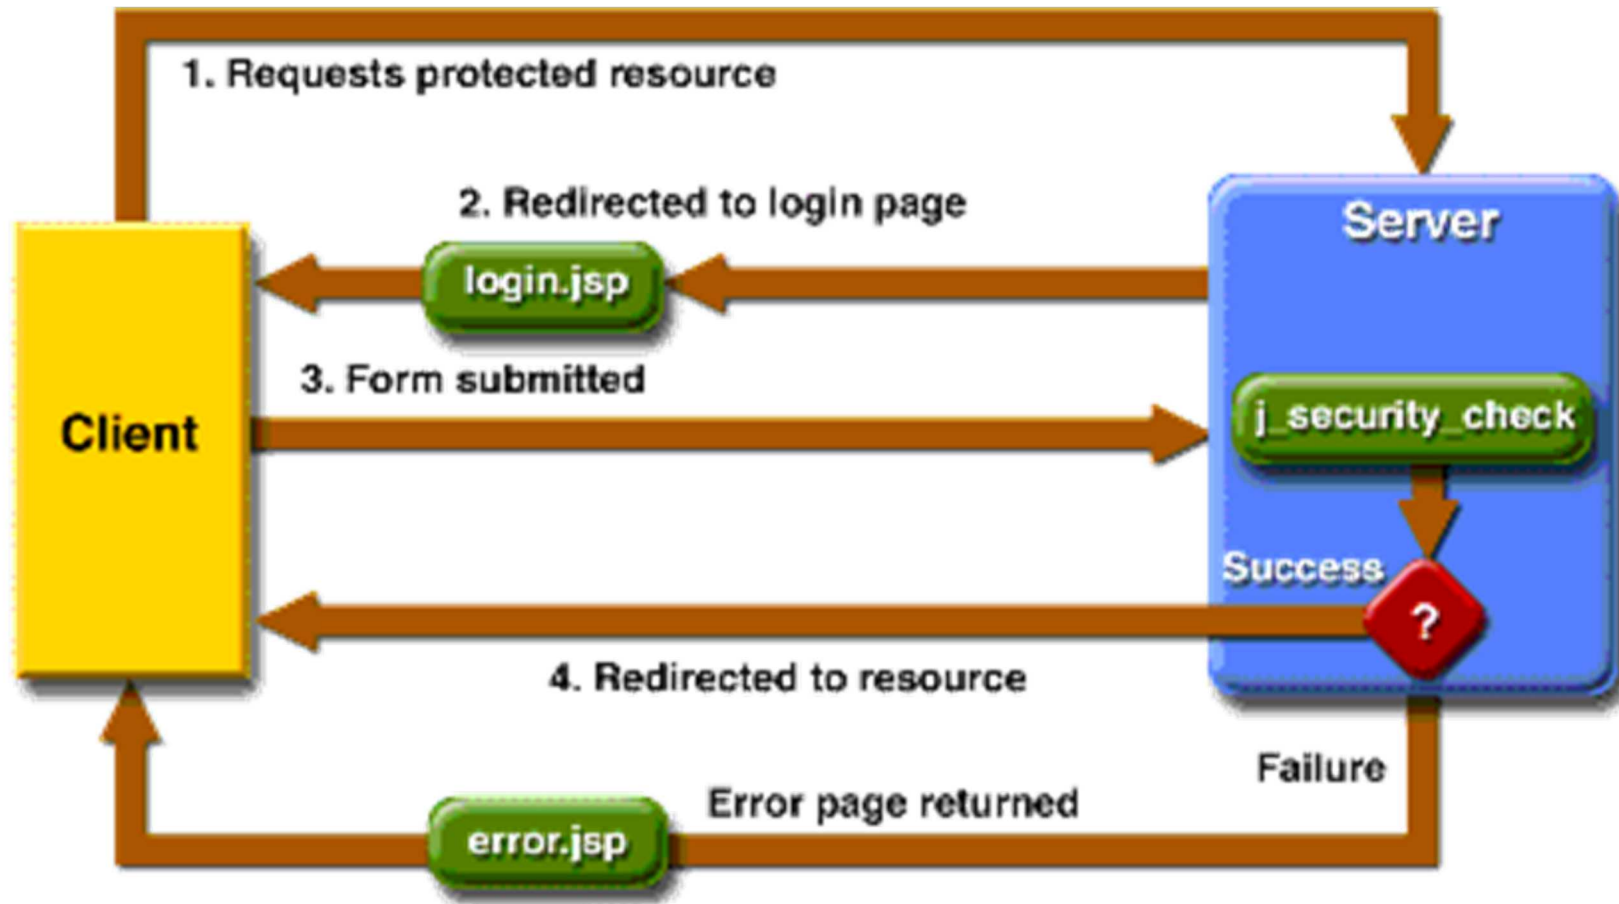 1. Requests protected resource
2. Redirected to login page
Server
login.jsp
3. Form submitted
j_security_check
Client
Success
?
4. Redirected to resource
Failure
Error page returned
error.jsp